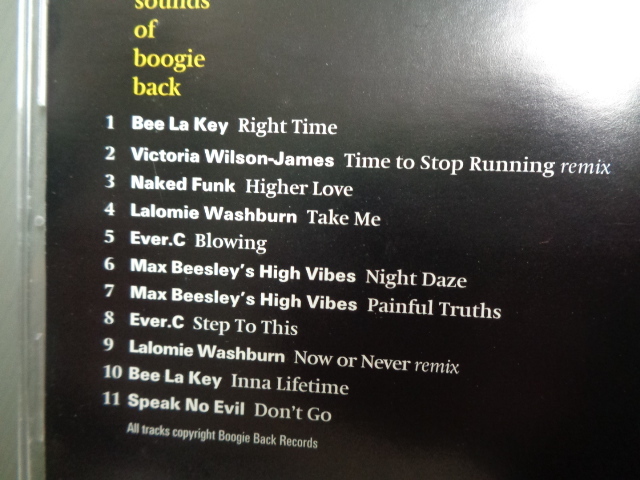 sounds
of
boogie
back
1 Bee La Key Right Time
2 Victoria Wilson-James Time to Stop Running remix
3 Naked Funk Higher Love
4 Lalomie Washburn Take Me
5 Ever.C Blowing
6 Max Beesley's High Vibes Night Daze
7 Max Beesley's High Vibes Painful Truths
8 Ever.C Step To This
9 Lalomie Washburn Now or Never remix
10 Bee La Key Inna Lifetime
11 Speak No Evil Don't Go
All tracks copyright Boogie Back Records